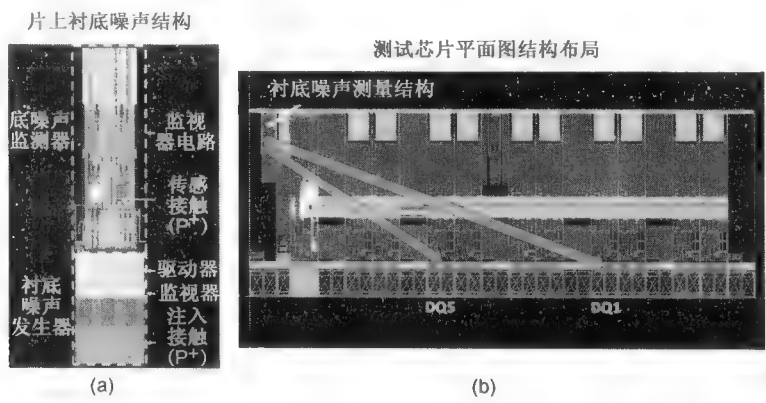 片上衬底噪声结构
底噪声
监测器
监视
器电路
传感
接触
(P⁺)
驱动器
监视器
衬底
噪声
发生器
注入
接触
(P⁺)
(a)
测试芯片平面图结构布局
衬底噪声测量结构
DQ5
DQ1
(b)